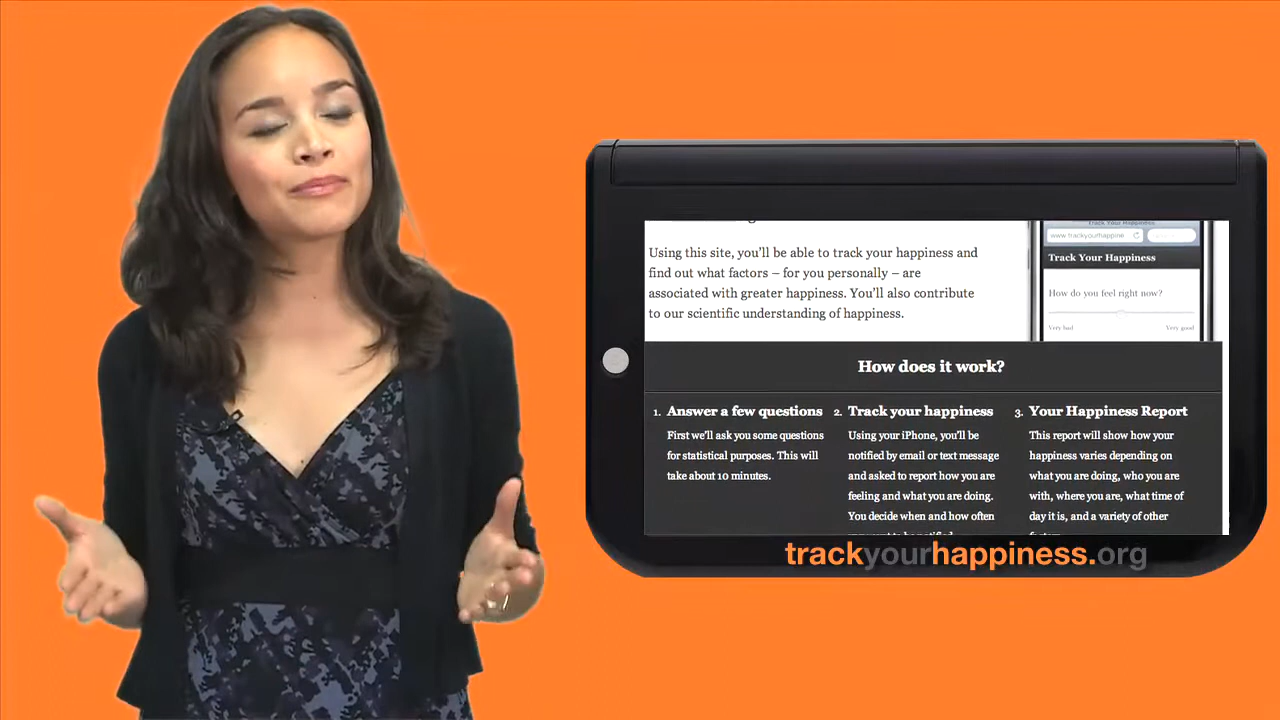 Using this site, you'll be able to track your happiness and
find out what factors – for you personally – are
associated with greater happiness. You'll also contribute
to our scientific understanding of happiness.
Track Your Happiness
www.trackyourhappine
Track Your Happiness
How do you feel right now?
Very bad Very good
How does it work?
1. Answer a few questions
First we'll ask you some questions
for statistical purposes. This will
take about 10 minutes.
2. Track your happiness
Using your iPhone, you'll be
notified by email or text message
and asked to report how you are
feeling and what you are doing.
You decide when and how often
3. Your Happiness Report
This report will show how your
happiness varies depending on
what you are doing, who you are
with, where you are, what time of
day it is, and a variety of other
trackyourhappiness.org